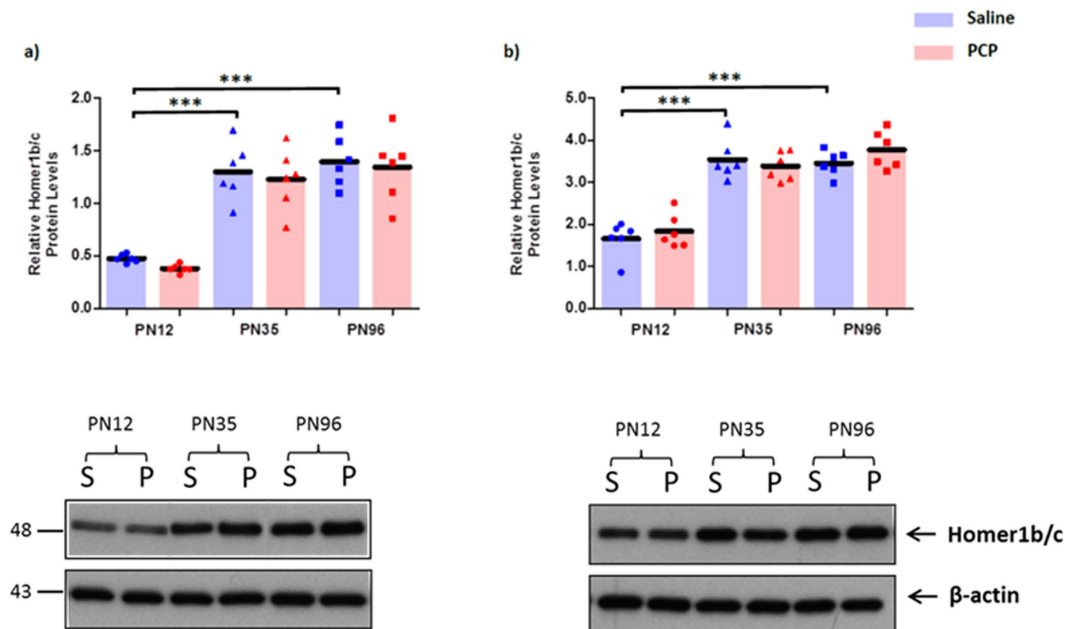 Saline
PCP
a)
***
***
Relative Homer1b/c
Protein Levels
2.0
1.5
1.0
0.5
0.0
PN12 PN35 PN96
b)
***
***
Relative Homer1b/c
Protein Levels
5.0
4.0
3.0
2.0
1.0
0.0
PN12 PN35 PN96
PN12 PN35 PN96
S P S P S P
48
43
PN12 PN35 PN96
S P S P S P
Homer1b/c
β-actin